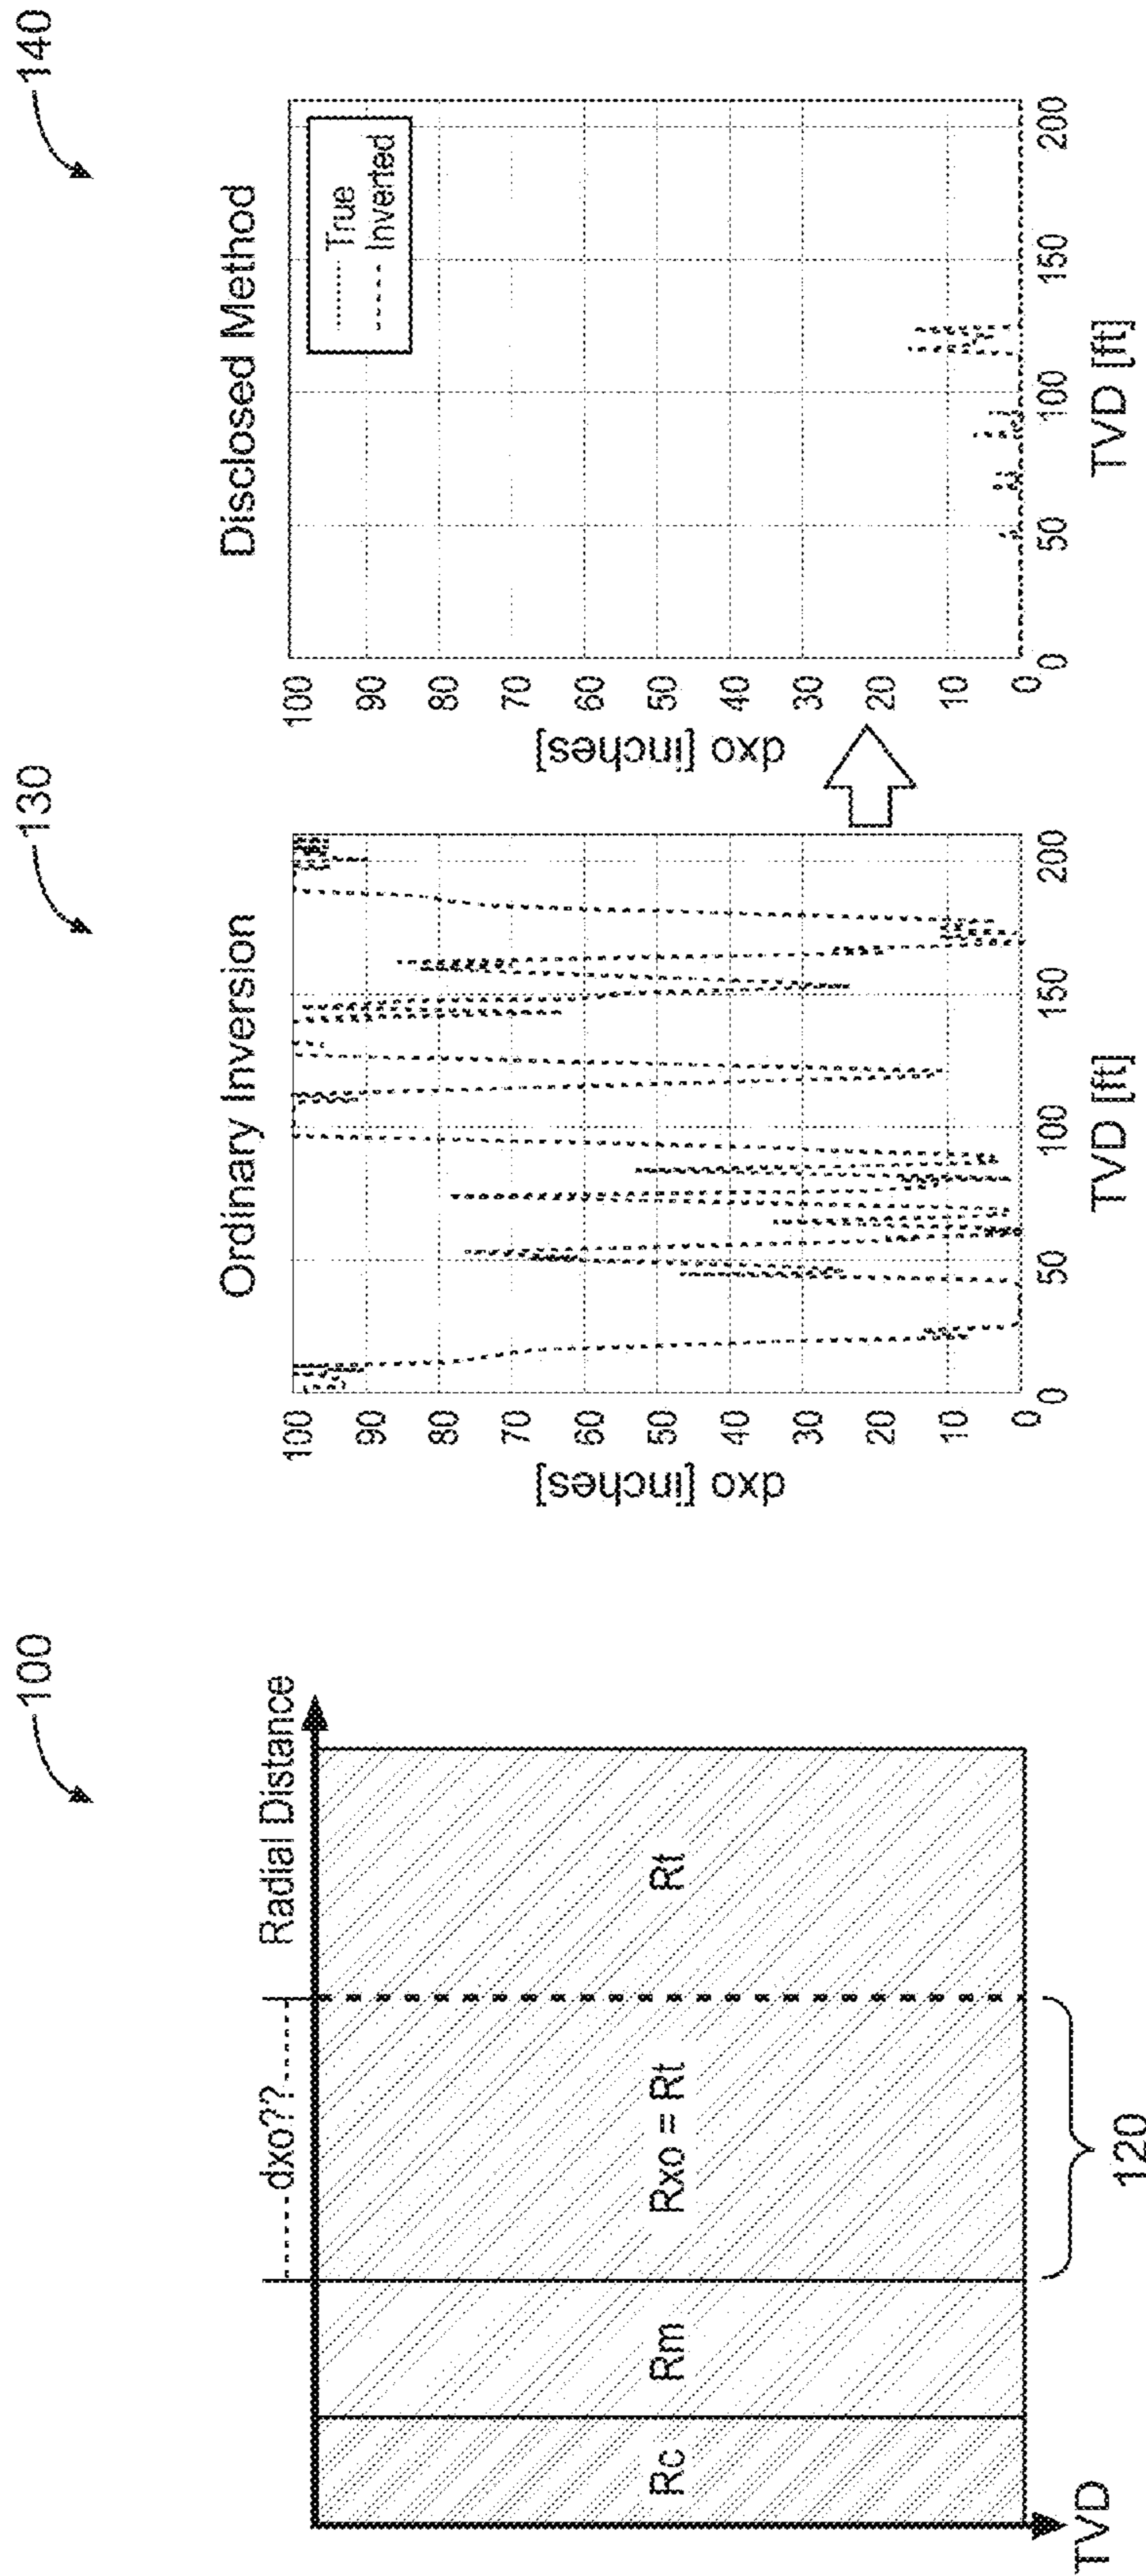 100
Radial Distance
dxo??
Rc
Rm
Rxo = Rt
Rt
TVD
120
130
Ordinary Inversion
dxo [inches]
100
90
80
70
60
50
40
30
20
10
0
0
50
100
150
200
TVD [ft]
140
Disclosed Method
True
Inverted
dxo [inches]
100
90
80
70
60
50
40
30
20
10
0
0
50
100
150
200
TVD [ft]